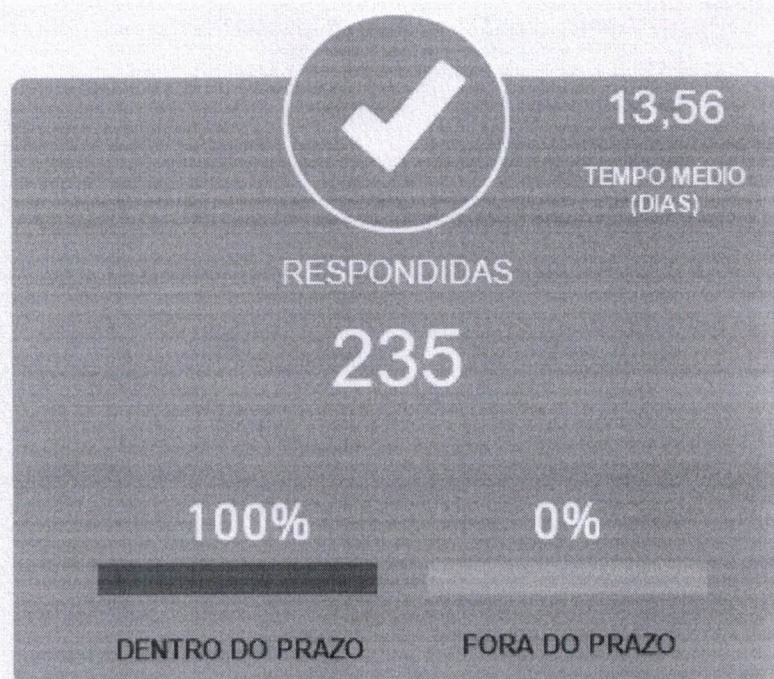 13,56
TEMPO MÉDIO
(DIAS)
RESPONDIDAS
235
100%
0%
DENTRO DO PRAZO
FORA DO PRAZO